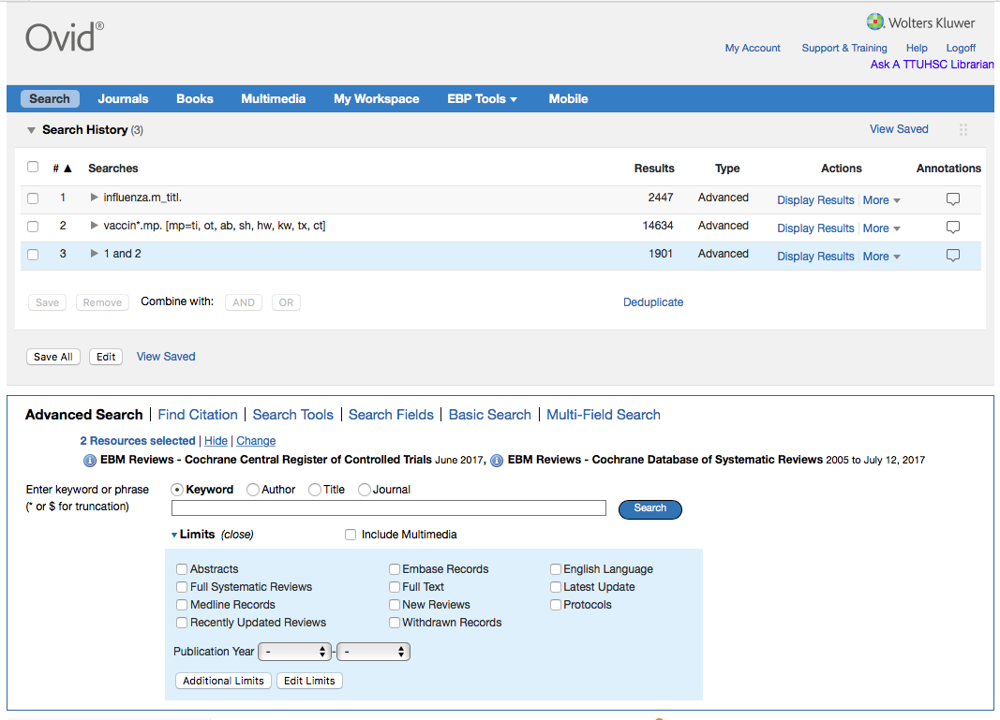 Ovid®
Wolters Kluwer
My Account Support & Training Help Logoff
Ask A TTUHSC Librarian
Search Journals Books Multimedia My Workspace EBP Tools ▼ Mobile
▼ Search History (3) View Saved
# ▲ Searches Results Type Actions Annotations
1 ▶ influenza.m_titl. 2447 Advanced Display Results More ▼
2 ▶ vaccin*.mp. [mp=ti, ot, ab, sh, hw, kw, tx, ct] 14634 Advanced Display Results More ▼
3 ▶ 1 and 2 1901 Advanced Display Results More ▼
Save Remove Combine with: AND OR Deduplicate
Save All Edit View Saved
Advanced Search | Find Citation | Search Tools | Search Fields | Basic Search | Multi-Field Search
2 Resources selected | Hide | Change
EBM Reviews - Cochrane Central Register of Controlled Trials June 2017, EBM Reviews - Cochrane Database of Systematic Reviews 2005 to July 12, 2017
Enter keyword or phrase Keyword Author Title Journal
(* or $ for truncation) Search
▼ Limits (close) Include Multimedia
Abstracts Embase Records English Language
Full Systematic Reviews Full Text Latest Update
Medline Records New Reviews Protocols
Recently Updated Reviews Withdrawn Records
Publication Year - - -
Additional Limits Edit Limits